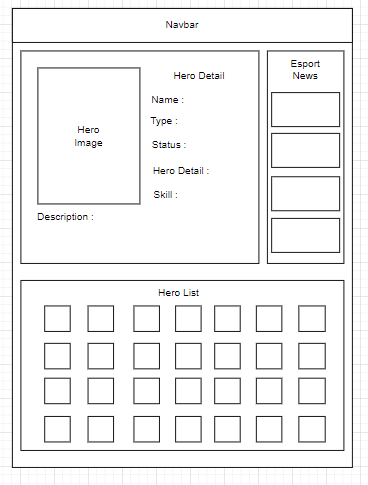 Navbar
Hero Detail
Name :
Type :
Status :
Hero Detail :
Skill :
Hero
Image
Description :
Esport
News
Hero List